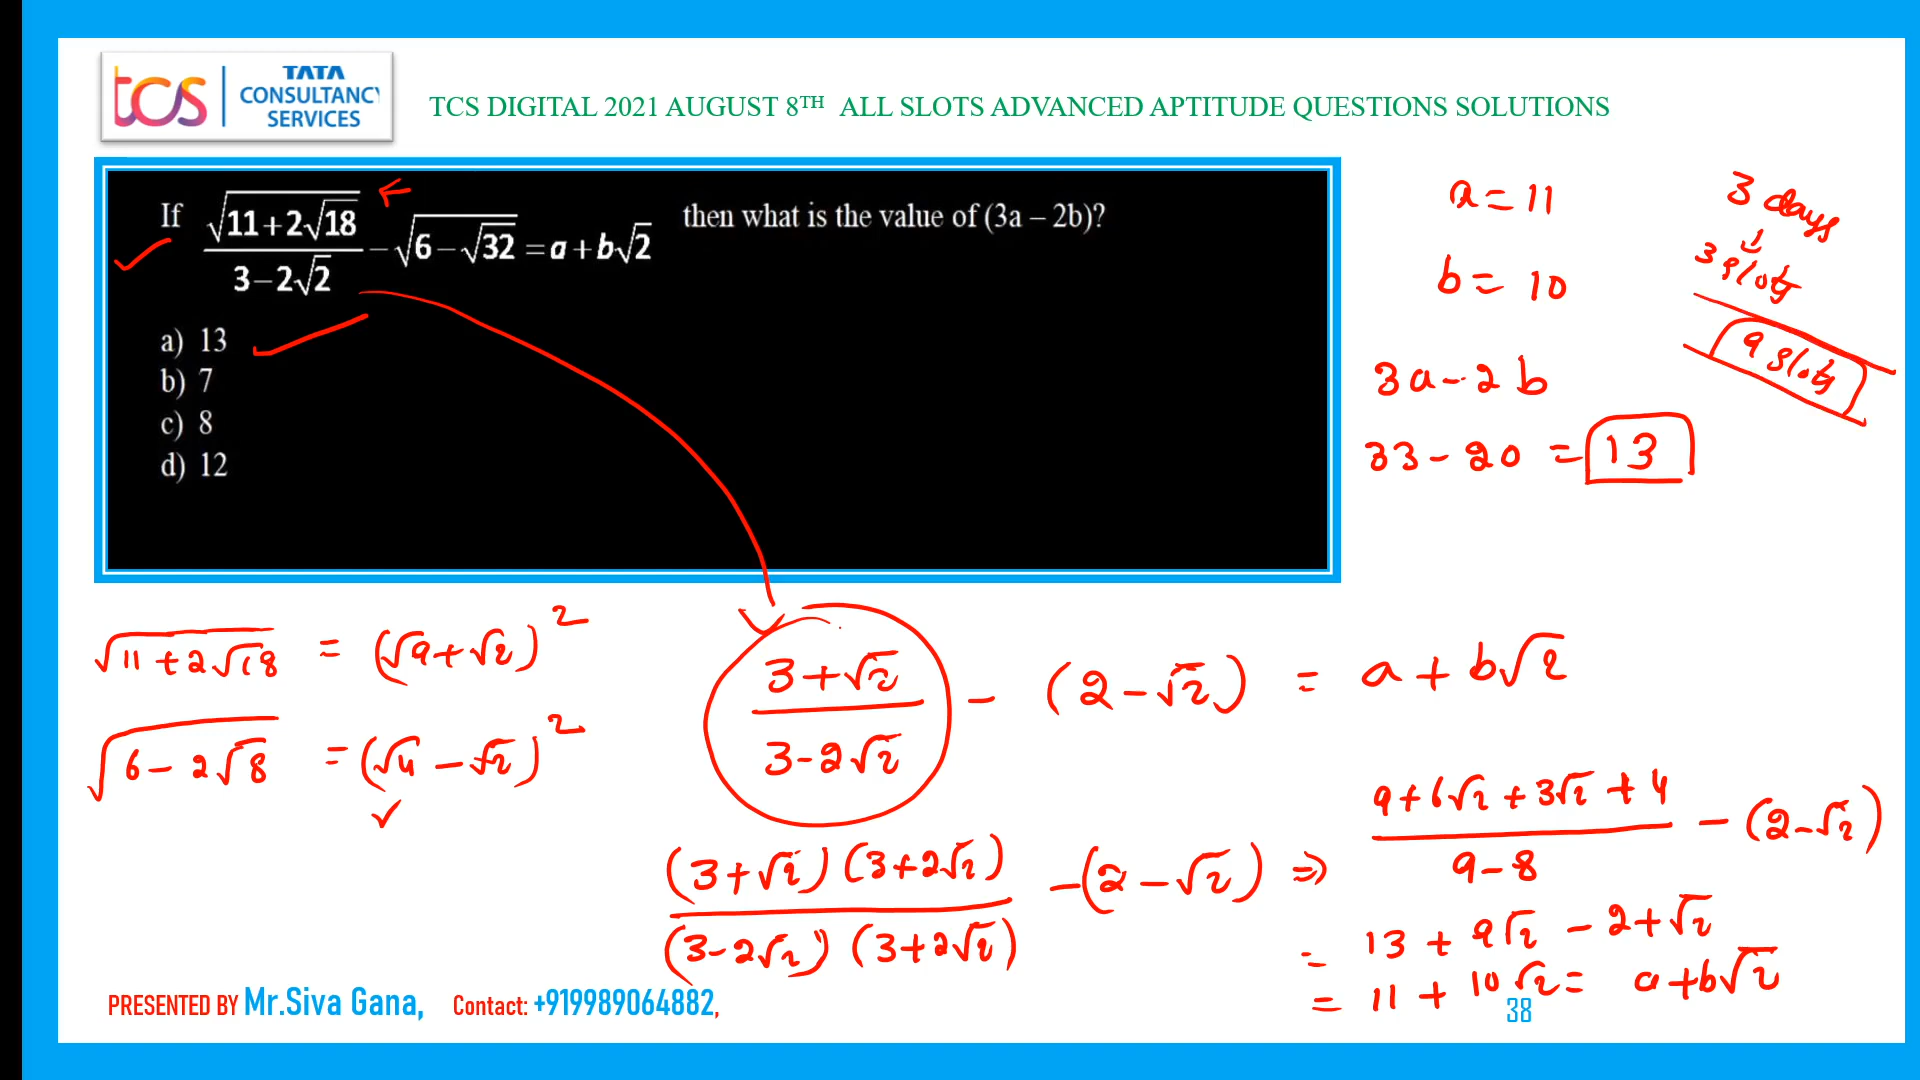 tcs TATA CONSULTANCY SERVICES
TCS DIGITAL 2021 AUGUST 8TH ALL SLOTS ADVANCED APTITUDE QUESTIONS SOLUTIONS
If √(11+2√18) / (3−2√2) − √(6−√32) = a+b√2 then what is the value of (3a – 2b)?
a) 13
b) 7
c) 8
d) 12
a = 11
b = 10
3a - 2b
33 - 20 = 13
3 days
3 slots
9 slots
√(11 + 2√18) = (√9 + √2)²
√(6 - 2√8) = (√4 - √2)²
(3 + √2) / (3 - 2√2) - (2 - √2) = a + b√2
(3 + √2)(3 + 2√2) / (3 - 2√2)(3 + 2√2) - (2 - √2) ⇒ (9 + 6√2 + 3√2 + 4) / (9 - 8) - (2 - √2)
= 13 + 9√2 - 2 + √2
= 11 + 10√2 = a + b√2
PRESENTED BY Mr.Siva Gana, Contact: +919989064882,
38